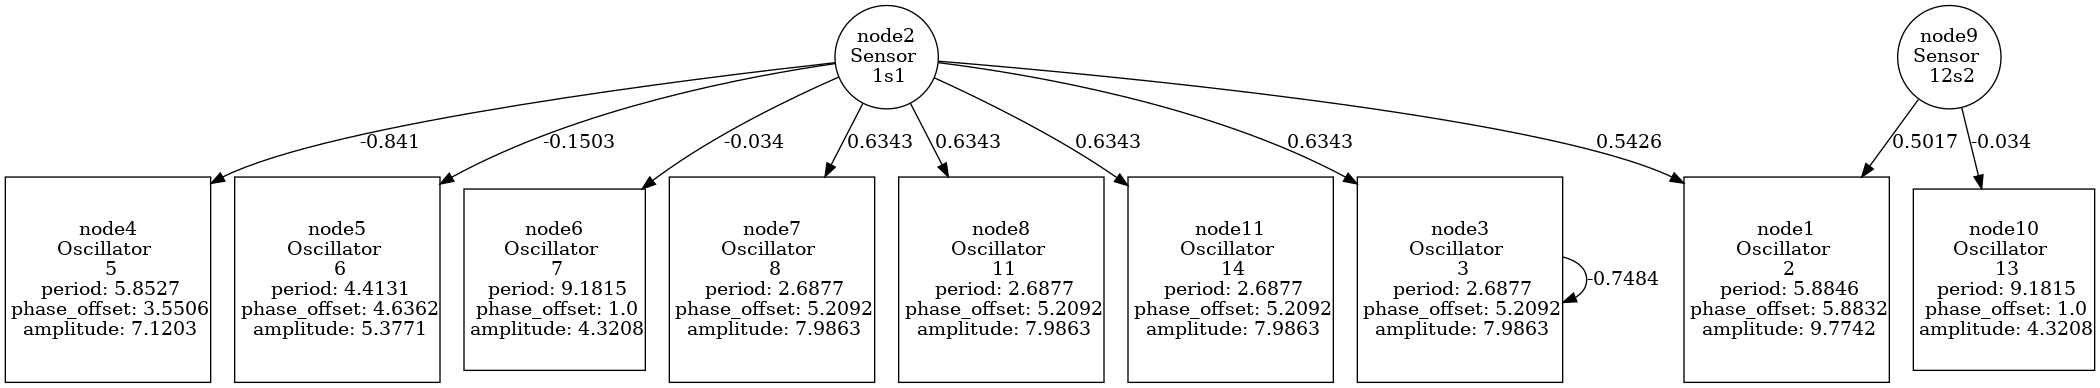 node2
Sensor
1s1
node9
Sensor
12s2
-0.841
-0.1503
-0.034
0.6343
0.6343
0.6343
0.6343
0.5426
0.5017
-0.034
node4
Oscillator
5
period: 5.8527
phase_offset: 3.5506
amplitude: 7.1203
node5
Oscillator
6
period: 4.4131
phase_offset: 4.6362
amplitude: 5.3771
node6
Oscillator
7
period: 9.1815
phase_offset: 1.0
amplitude: 4.3208
node7
Oscillator
8
period: 2.6877
phase_offset: 5.2092
amplitude: 7.9863
node8
Oscillator
11
period: 2.6877
phase_offset: 5.2092
amplitude: 7.9863
node11
Oscillator
14
period: 2.6877
phase_offset: 5.2092
amplitude: 7.9863
node3
Oscillator
3
period: 2.6877
phase_offset: 5.2092
amplitude: 7.9863
-0.7484
node1
Oscillator
2
period: 5.8846
phase_offset: 5.8832
amplitude: 9.7742
node10
Oscillator
13
period: 9.1815
phase_offset: 1.0
amplitude: 4.3208